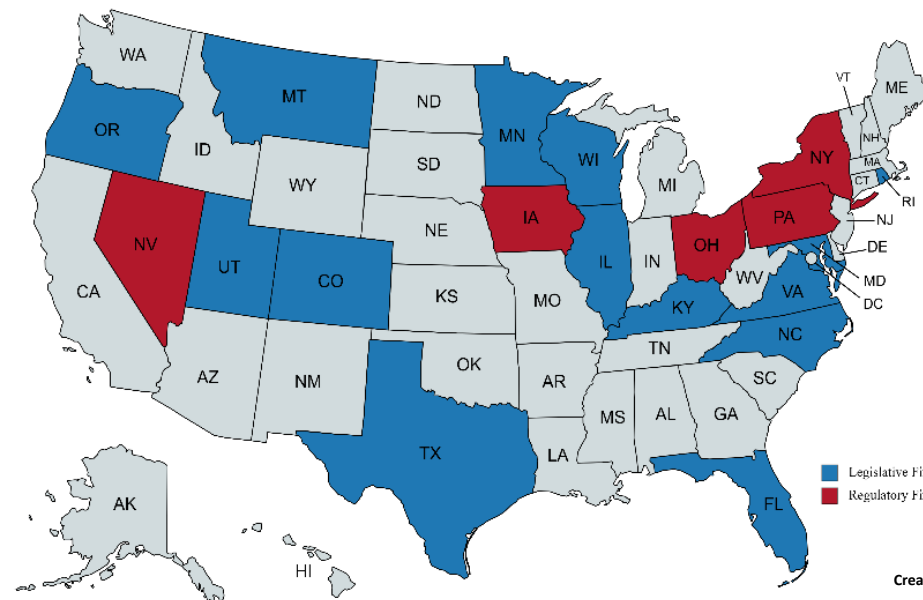 WA
MT
ND
MN
VT
ME
OR
ID
SD
WI
NH
NY
MA
CT
WY
MI
RI
IA
PA
NJ
NV
NE
OH
DE
UT
CO
IL
IN
WV
MD
CA
KS
MO
KY
VA
DC
NC
TN
OK
AZ
NM
AR
SC
MS
AL
GA
TX
LA
Legislative Fi
Regulatory Fi
FL
AK
HI
Crea